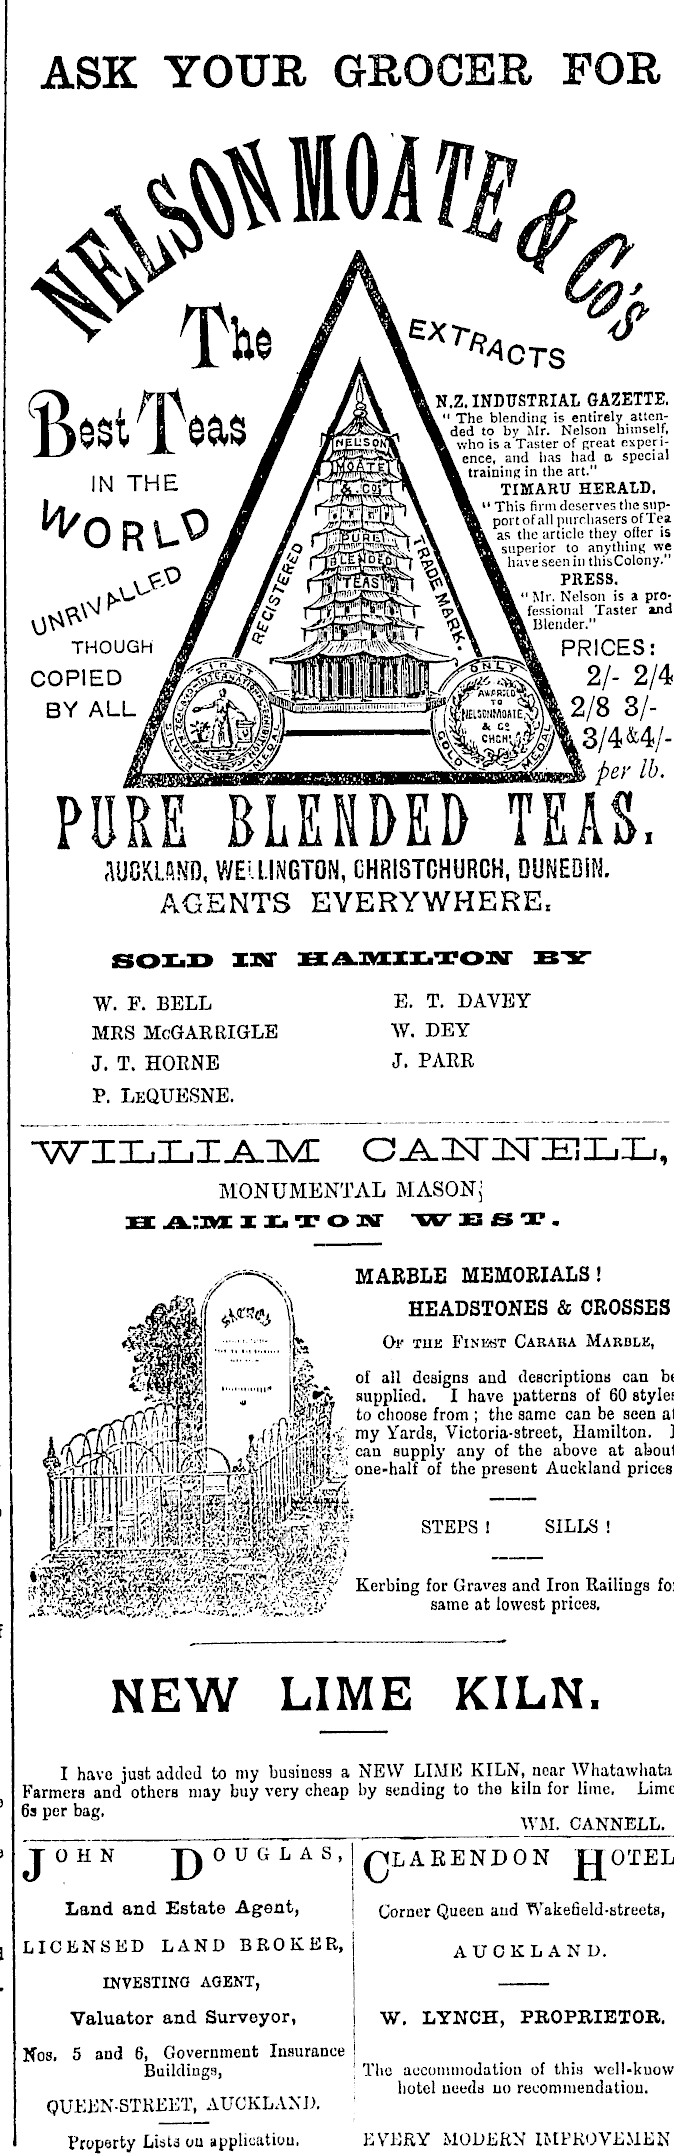 ASK YOUR GROCER FOR
NELSON MOATE & Co's
The
Best Teas
IN THE
WORLD
UNRIVALLED
THOUGH
COPIED
BY ALL
NELSON
MOATE
& Co's
PURE
BLENDED
TEAS
REGISTERED
TRADE MARK.
FIRST
MEDAL
ONLY
GOLD MEDAL
AWARDED
TO
NELSON MOATE
& Co
CHCH
EXTRACTS
N.Z. INDUSTRIAL GAZETTE.
"The blending is entirely atten-
ded to by Mr. Nelson himself,
who is a Taster of great experi-
ence, and has had a special
training in the art."
TIMARU HERALD.
"This firm deserves the sup-
port of all purchasers of Tea
as the article they offer is
superior to anything we
have seen in this Colony."
PRESS.
"Mr. Nelson is a pro-
fessional Taster and
Blender."
PRICES:
2/- 2/4
2/8 3/-
3/4 & 4/-
per lb.
PURE BLENDED TEAS.
AUCKLAND, WELLINGTON, CHRISTCHURCH, DUNEDIN.
AGENTS EVERYWHERE.
SOLD IN HAMILTON BY
W. F. BELL
MRS McGARRIGLE
J. T. HORNE
P. LeQUESNE.
E. T. DAVEY
W. DEY
J. PARR
WILLIAM CANNELL,
MONUMENTAL MASON,
HAMILTON WEST.
SACRED
MARBLE MEMORIALS!
HEADSTONES & CROSSES
OF THE FINEST CARARA MARBLE,
of all designs and descriptions can be
supplied. I have patterns of 60 styles
to choose from; the same can be seen at
my Yards, Victoria-street, Hamilton. I
can supply any of the above at about
one-half of the present Auckland prices
STEPS! SILLS!
Kerbing for Graves and Iron Railings for
same at lowest prices.
NEW LIME KILN.
I have just added to my business a NEW LIME KILN, near Whatawhata
Farmers and others may buy very cheap by sending to the kiln for lime. Lime
6s per bag.
WM. CANNELL.
JOHN DOUGLAS,
Land and Estate Agent,
LICENSED LAND BROKER,
INVESTING AGENT,
Valuator and Surveyor,
Nos. 5 and 6, Government Insurance
Buildings,
QUEEN-STREET, AUCKLAND.
Property Lists on application.
CLARENDON HOTEL
Corner Queen and Wakefield-streets,
AUCKLAND.
W. LYNCH, PROPRIETOR.
The accommodation of this well-know
hotel needs no recommendation.
EVERY MODERN IMPROVEMEN